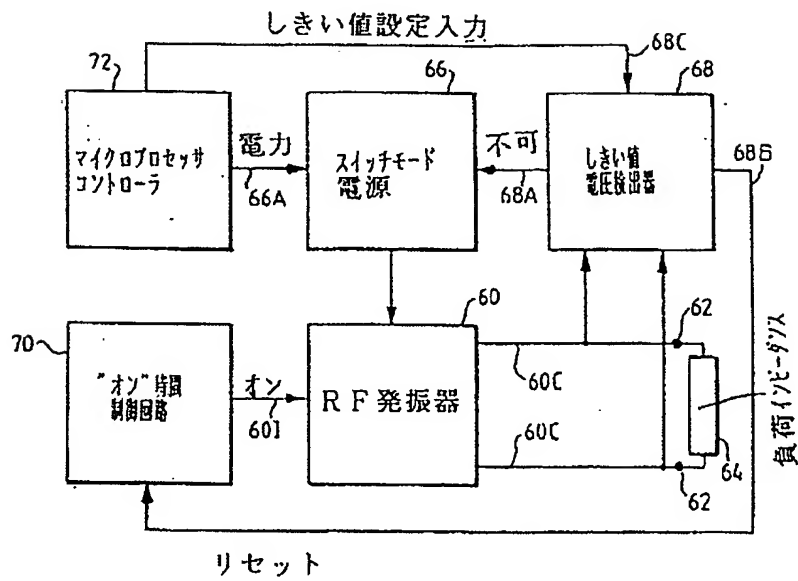 しきい値設定入力
72
66
68C
68
マイクロプロセッサ
コントローラ
電力
66A
スイッチモード
電源
不可
68A
しきい値
電圧検出器
68B
70
"オン"時間
制御回路
オン
60I
60
RF発振器
60C
60C
62
62
64
負荷インピーダンス
リセット